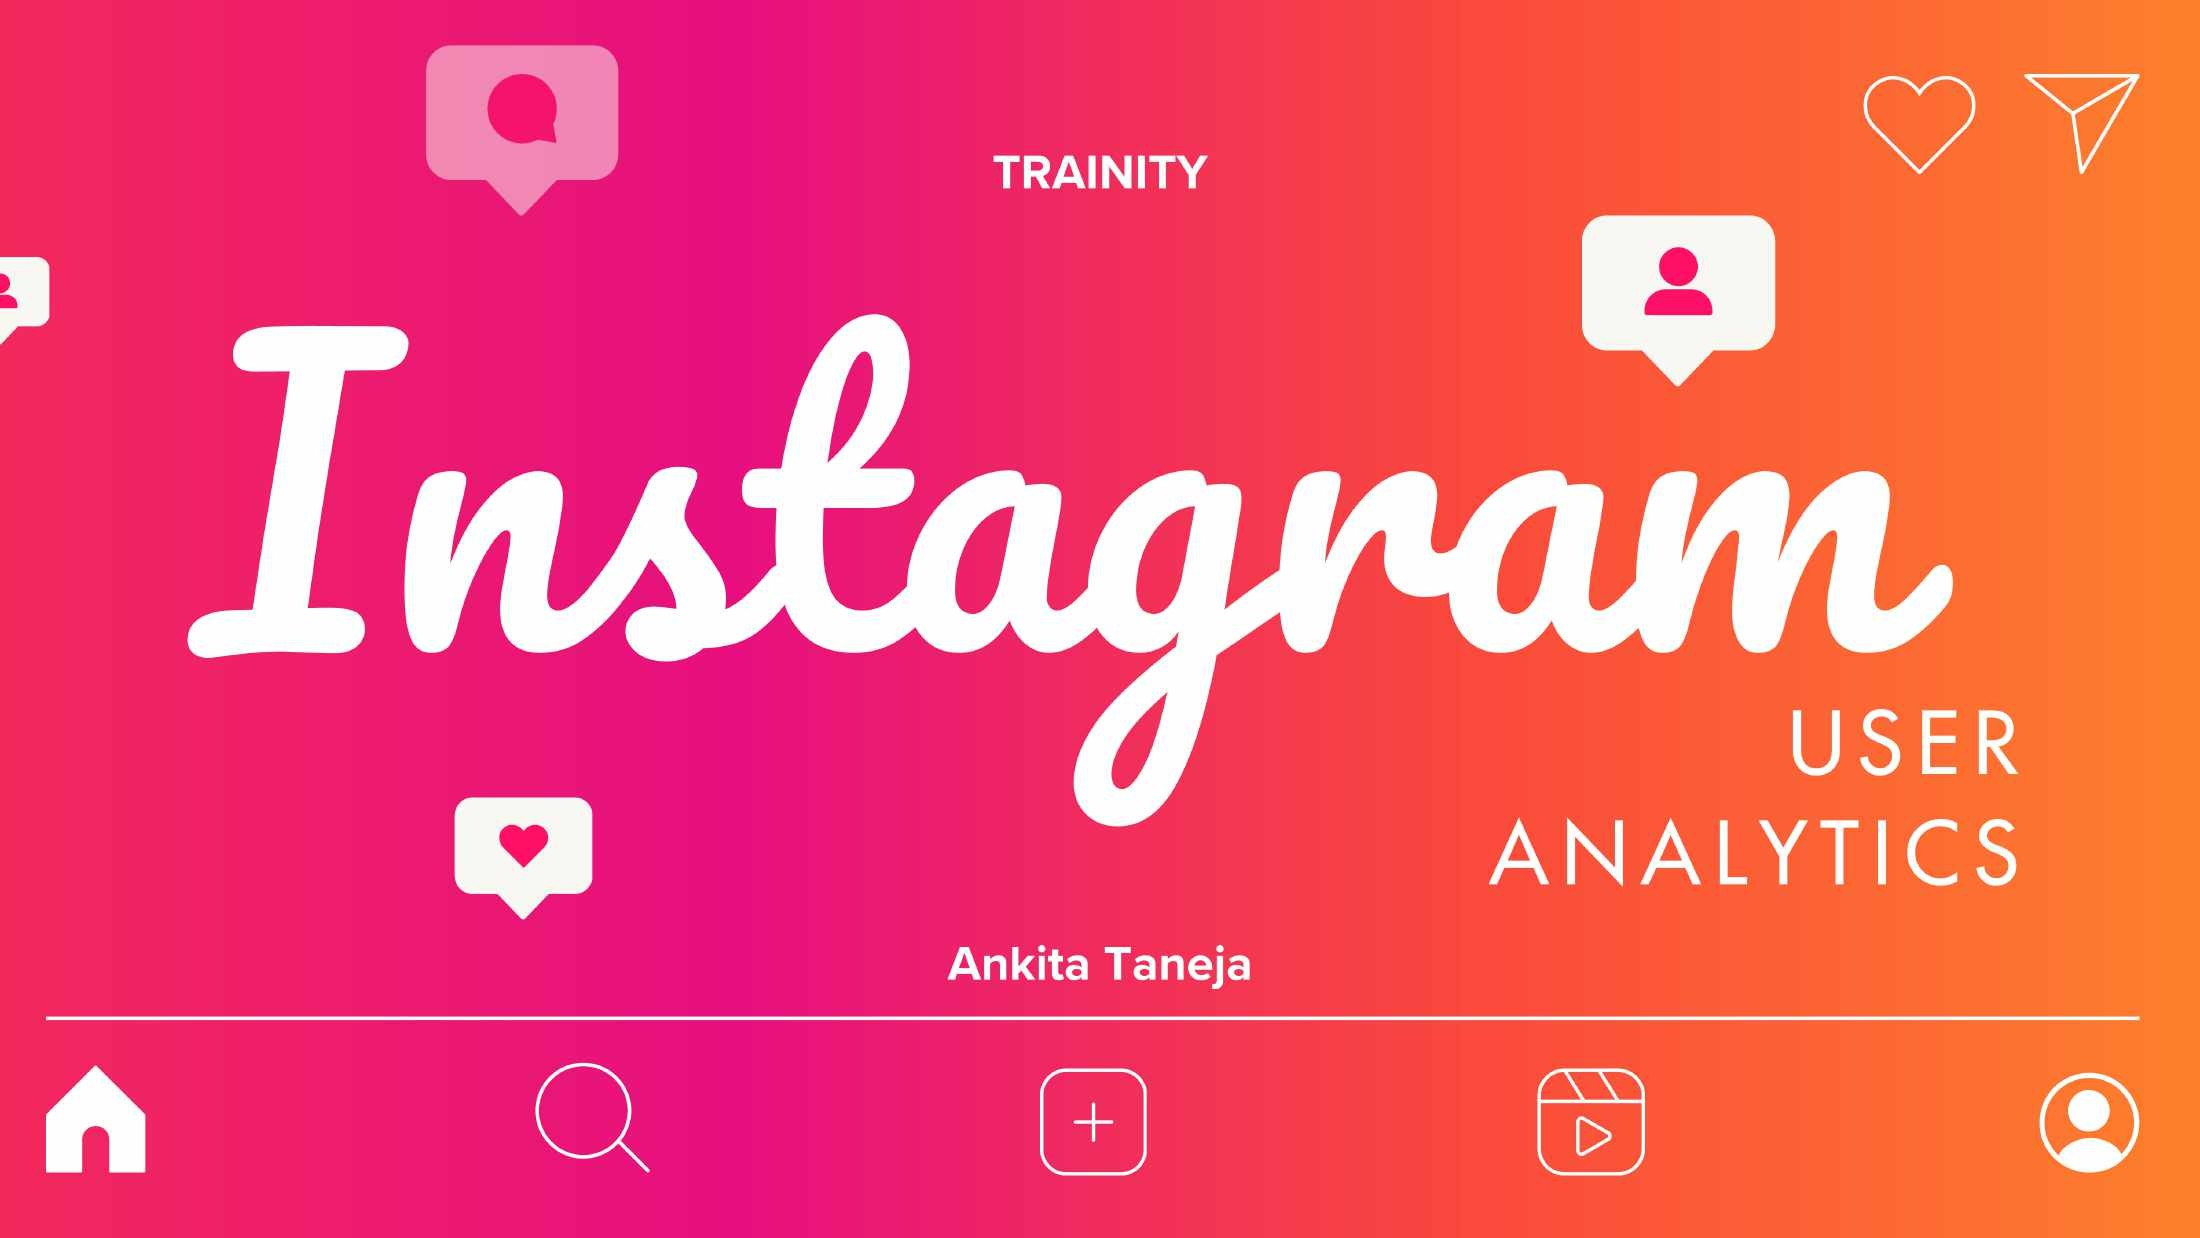 TRAINITY
Instagram
USER
ANALYTICS
Ankita Taneja